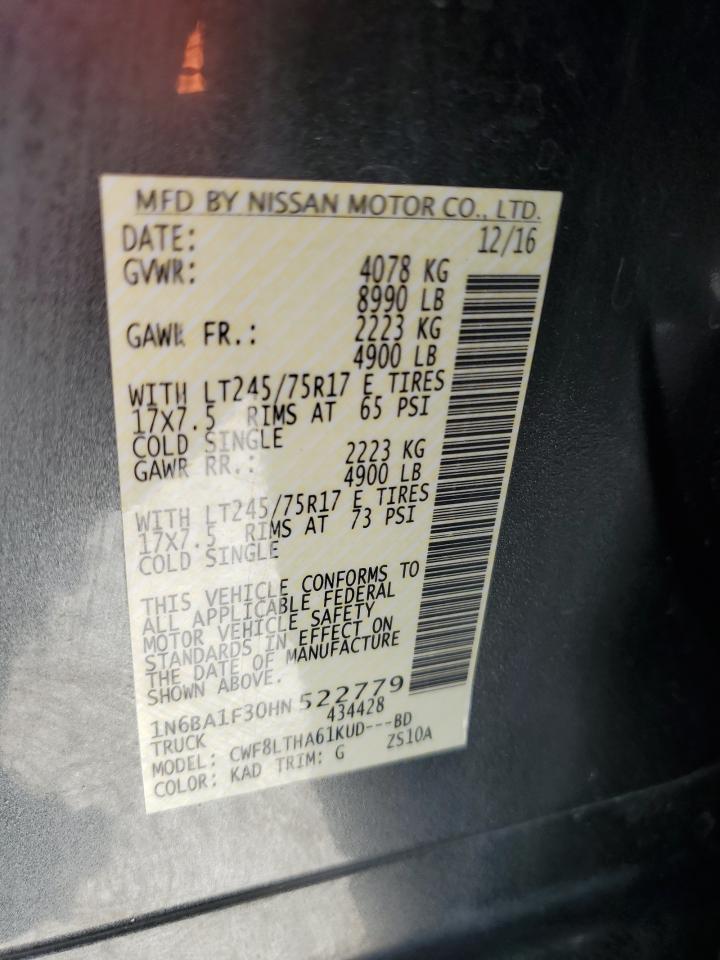 MFD BY NISSAN MOTOR CO., LTD.
DATE: 12/16
GVWR: 4078 KG
8990 LB
GAWR FR.: 2223 KG
4900 LB
WITH LT245/75R17 E TIRES
17X7.5 RIMS AT 65 PSI
COLD SINGLE
GAWR RR.: 2223 KG
4900 LB
WITH LT245/75R17 E TIRES
17X7.5 RIMS AT 73 PSI
COLD SINGLE
THIS VEHICLE CONFORMS TO
ALL APPLICABLE FEDERAL
MOTOR VEHICLE SAFETY
STANDARDS IN EFFECT ON
THE DATE OF MANUFACTURE
SHOWN ABOVE.
1N6BA1F30HN522779
TRUCK 434428
MODEL: CWF8LTHA61KUD---BD
COLOR: KAD TRIM: G ZS10A